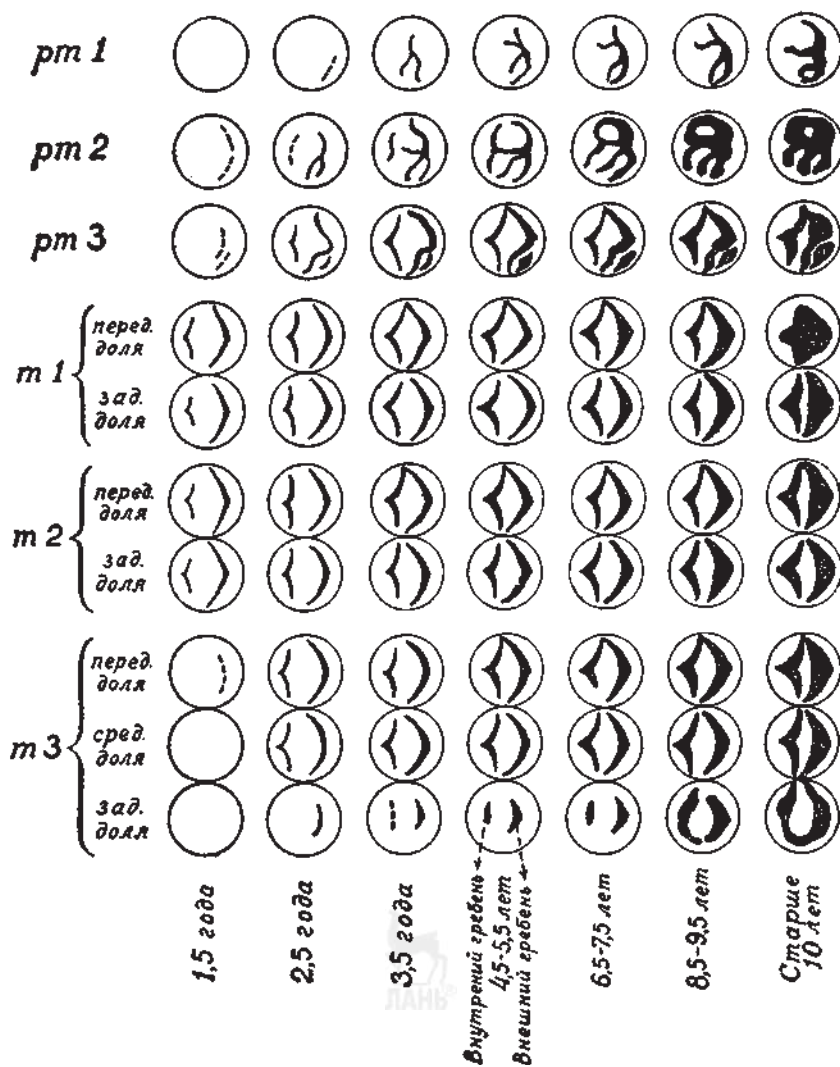 pm 1
pm 2
pm 3
m 1
перед.
доля
зад.
доля
m 2
перед.
доля
зад.
доля
m 3
перед.
доля
сред.
доля
зад.
доля
1,5 года
2,5 года
3,5 года
Внутрений гребень
4,5-5,5 лет
Внешний гребень
6,5-7,5 лет
8,5-9,5 лет
Старше
10 лет
ЛАНЬ®